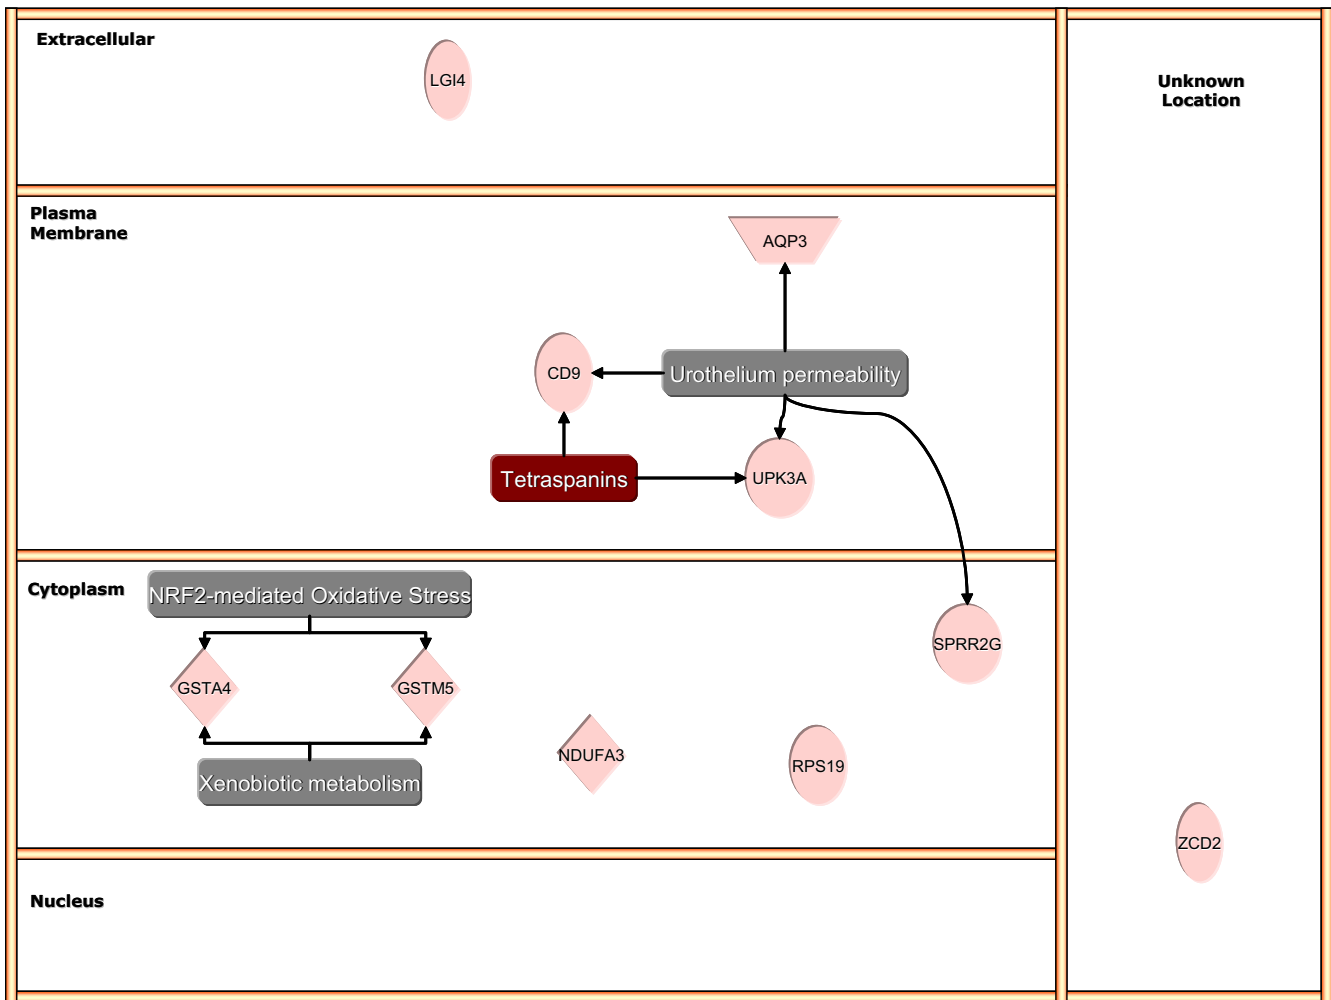 Extracellular
LGI4
Unknown
Location
Plasma
Membrane
AQP3
CD9
Urothelium permeability
Tetraspanins
UPK3A
Cytoplasm
NRF2-mediated Oxidative Stress
SPRR2G
GSTA4
GSTM5
NDUFA3
RPS19
Xenobiotic metabolism
ZCD2
Nucleus